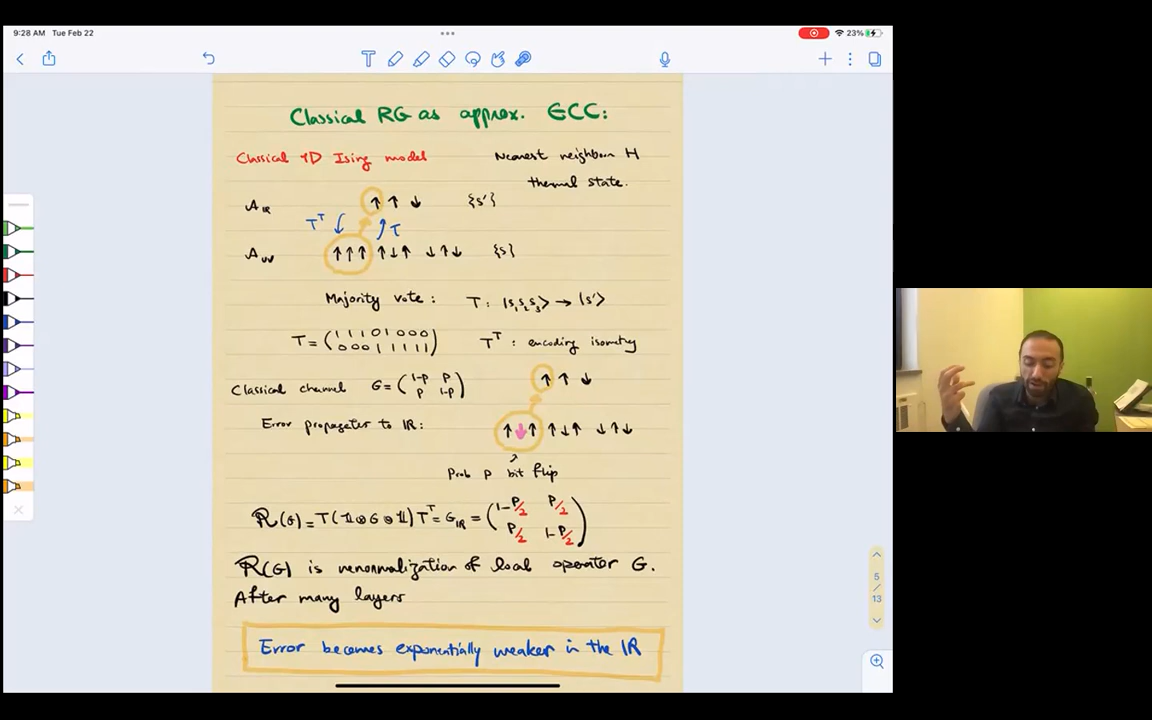 9:28 AM Tue Feb 22
23%
Classical RG as approx. ECC:
Classical 1D Ising model
Nearest neighbor H
thermal state.
A_IR ↑ ↑ ↓ {s'}
T^T T
A_UV ↑↑↑ ↑↓↑ ↓↑↓ {s}
Majority vote : T : |s₁s₂s₃⟩ → |s'⟩
T = (1 1 1 0 1 0 0 0
0 0 0 1 0 1 1 1) T^T : encoding isometry
Classical channel G = (1-p p
p 1-p) ↑ ↑ ↓
Error propagates to IR: ↑↓↑ ↑↓↑ ↓↑↓
Prob p bit flip
R(G) = T(𝟙⊗G⊗𝟙)T^T = G_IR = (1-P/2 P/2
P/2 1-P/2)
R(G) is renormalization of local operator G.
After many layers
Error becomes exponentially weaker in the IR
5
/
13